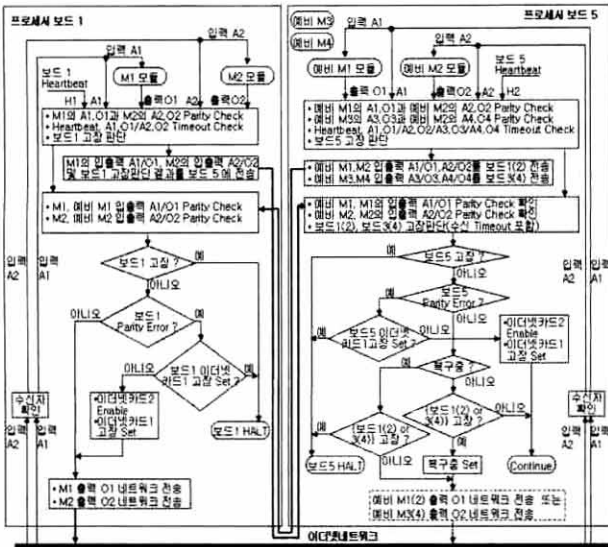 프로세서 보드 1
입력 A1
입력 A2
보드 1
Heartbeat
M1 모듈
M2 모듈
H1
A1
출력O1
A2
출력O2
• M1의 A1,O1과 M2의 A2,O2 Parity Check
• Heartbeat, A1,O1/A2,O2 Timeout Check
• 보드1 고장 판단
M1의 입출력 A1/O1, M2의 입출력 A2/O2
및 보드1 고장판단 결과를 보드 5에 전송
• M1, 예비 M1 입출력 A1/O1 Parity Check
• M2, 예비 M2 입출력 A2/O2 Parity Check
보드1 고장 ?
예
아니오
보드1
Parity Error ?
아니오
예
보드1 이더넷
카드1 고장 Set ?
아니오
예
•이더넷카드2
Enable
•이더넷카드1
고장 Set
보드1 HALT
입력
A2
입력
A1
수신자
확인
입력
A2
입력
A1
• M1 출력 O1 네트워크 전송
• M2 출력 O2 네트워크 전송
프로세서 보드 5
예비 M3
예비 M4
입력 A1
입력 A2
예비 M1 모듈
예비 M2 모듈
보드 5
Heartbeat
출력 O1
A1
출력O2
A2
H2
• 예비 M1의 A1,O1과 예비 M2의 A2,O2 Parity Check
• 예비 M3의 A3,O3과 예비 M2의 A4,O4 Parity Check
• Heartbeat, A1,O1/A2,O2/A3,O3/A4,O4 Timeout Check
• 보드5 고장 판단
• 예비 M1,M2 입출력 A1/O1,A2/O2를 보드1(2) 전송
• 예비 M3,M4 입출력 A3/O3,A4/O4를 보드3(4) 전송
• 예비 M1, M1의 입출력 A1/O1 Parity Check 확인
• 예비 M2, M2의 입출력 A2/O2 Parity Check 확인
• 보드1(2), 보드3(4) 고장판단(수신 Timeout 포함)
보드5 고장 ?
예
아니오
보드5
Parity Error ?
예
아니오
보드5 이더넷
카드1고장 Set ?
예
아니오
•이더넷카드2
Enable
•이더넷카드1
고장 Set
복구중 ?
예
아니오
{보드1(2) or
3(4)} 고장 ?
예
아니오
{보드1(2) or
3(4)} 고장 ?
아니오
예
보드5 HALT
복구중 Set
Continue
입력
A2
입력
A1
수신자
확인
입력
A2
입력
A1
예비 M1(2) 출력 O1 네트워크 전송 또는
예비 M3(4) 출력 O2 네트워크 전송
이더넷네트워크